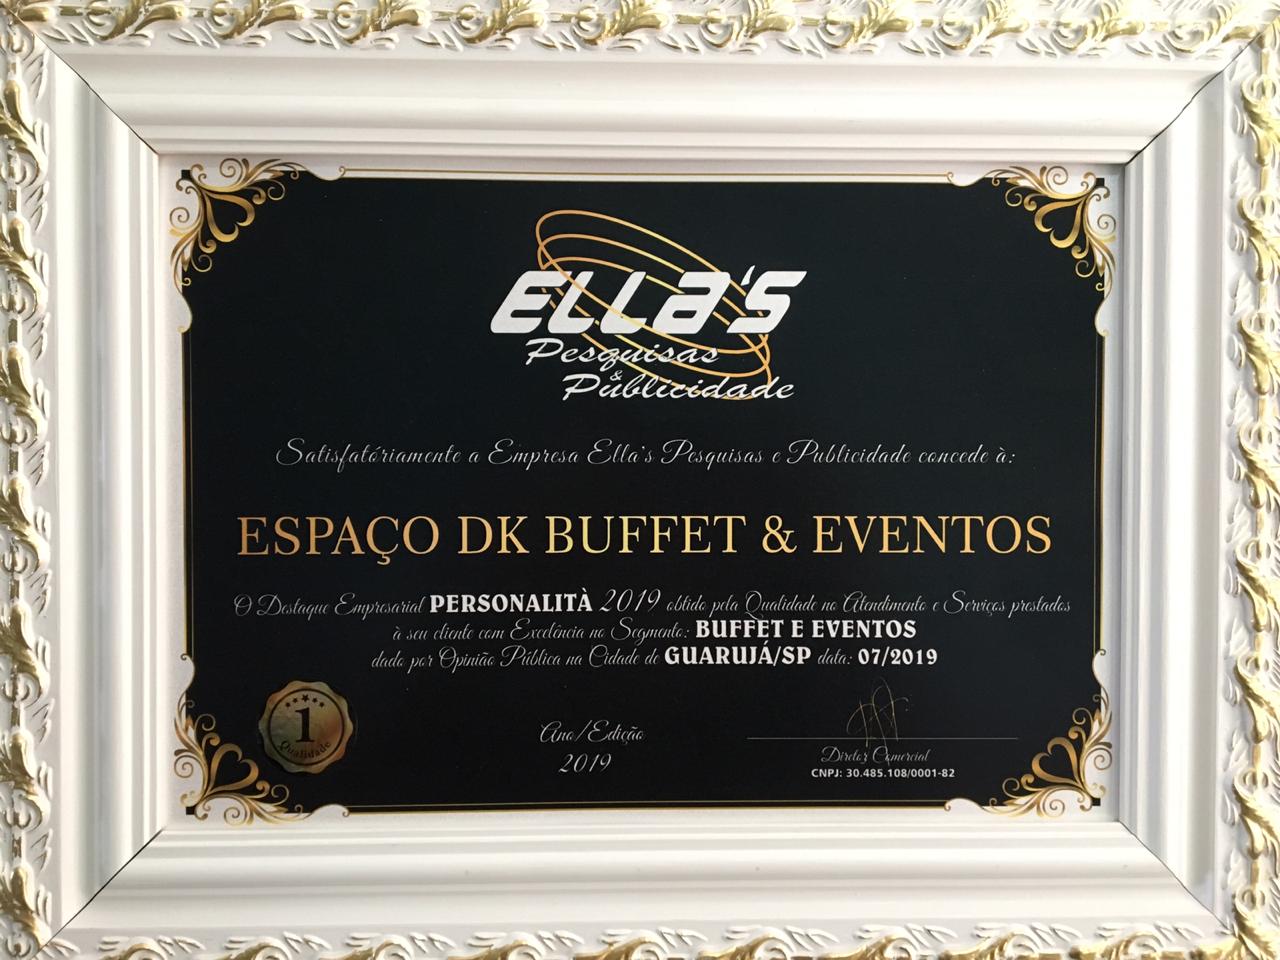 ELLA'S
Pesquisas
&
Publicidade
Satisfatóriamente a Empresa Ella's Pesquisas e Publicidade concede à:
ESPAÇO DK BUFFET & EVENTOS
O Destaque Empresarial PERSONALITÀ 2019 obtido pela Qualidade no Atendimento e Serviços prestados
à seu cliente com Excelência no Segmento: BUFFET E EVENTOS
dado por Opinião Pública na Cidade de GUARUJÁ/SP data: 07/2019
1
Qualidade
Ano/Edição
2019
Diretor Comercial
CNPJ: 30.485.108/0001-82